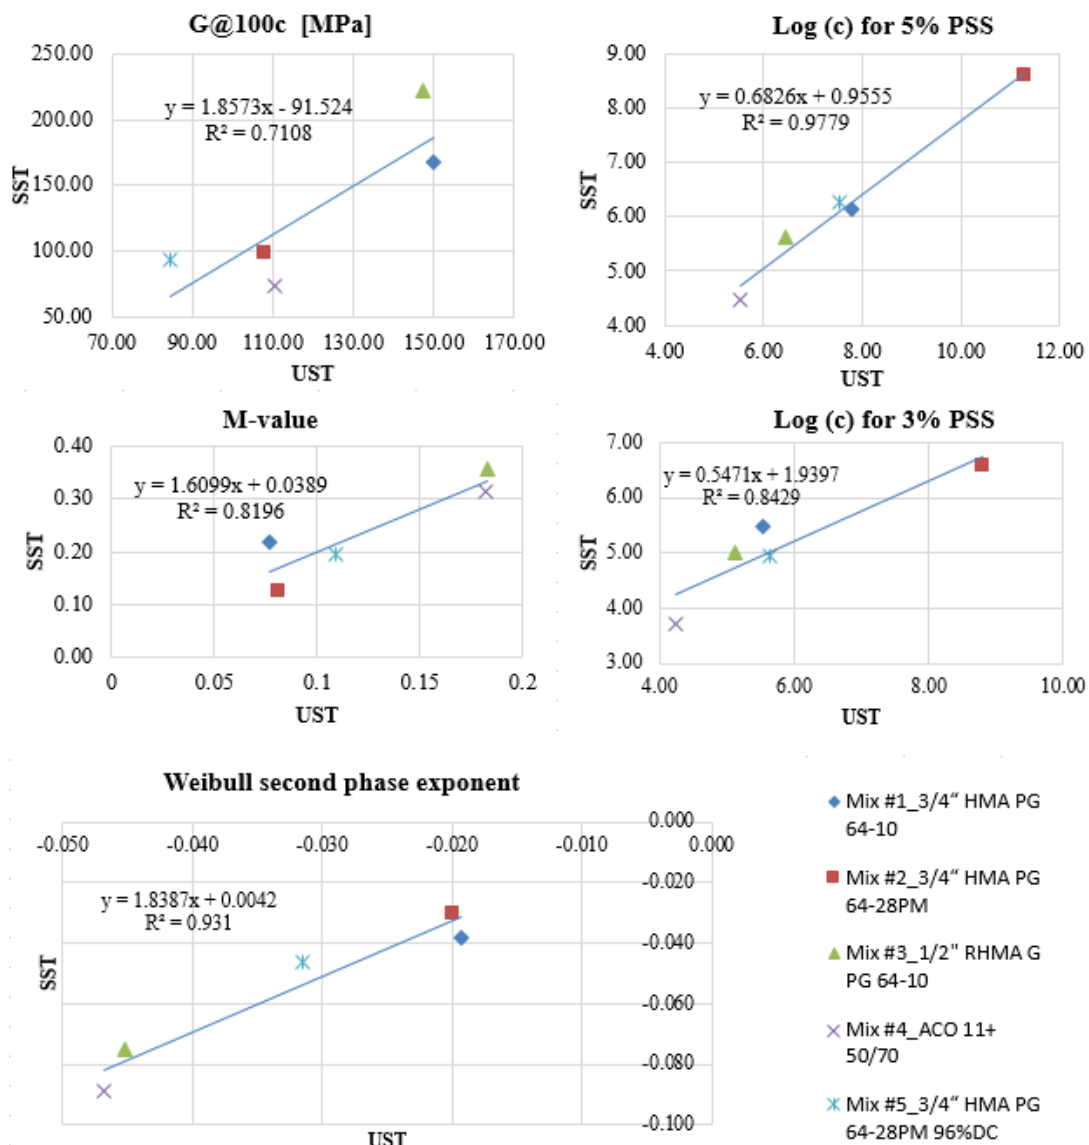 G@100c [MPa]
250.00
200.00
150.00
100.00
50.00
y = 1.8573x - 91.524
R² = 0.7108
SST
70.00 90.00 110.00 130.00 150.00 170.00
UST
Log (c) for 5% PSS
9.00
8.00
7.00
6.00
5.00
4.00
y = 0.6826x + 0.9555
R² = 0.9779
SST
4.00 6.00 8.00 10.00 12.00
UST
M-value
0.40
0.30
0.20
0.10
0.00
y = 1.6099x + 0.0389
R² = 0.8196
SST
0 0.05 0.1 0.15 0.2
UST
Log (c) for 3% PSS
7.00
6.00
5.00
4.00
3.00
y = 0.5471x + 1.9397
R² = 0.8429
SST
4.00 6.00 8.00 10.00
UST
Weibull second phase exponent
0.000
-0.050 -0.040 -0.030 -0.020 -0.010 0.000
-0.020
-0.040
-0.060
-0.080
-0.100
y = 1.8387x + 0.0042
R² = 0.931
SST
UST
Mix #1_3/4“ HMA PG
64-10
Mix #2_3/4“ HMA PG
64-28PM
Mix #3_1/2" RHMA G
PG 64-10
Mix #4_ACO 11+
50/70
Mix #5_3/4“ HMA PG
64-28PM 96%DC